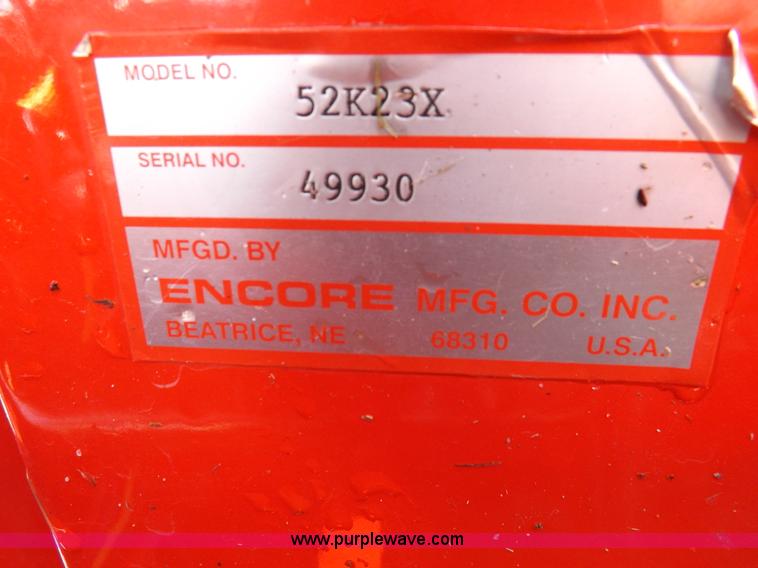 MODEL NO.
52K23X
SERIAL NO.
49930
MFGD. BY
ENCORE MFG. CO. INC.
BEATRICE, NE 68310 U.S.A.
www.purplewave.com